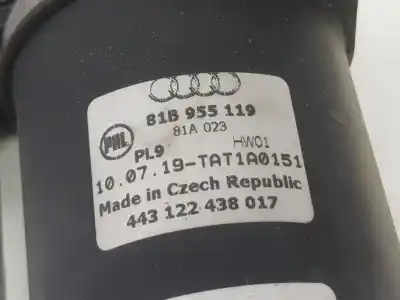 81B 955 119
81A 023
PAL
PL9 HW01
10.07.19-TAT1A0151
Made in Czech Republic
443 122 438 017